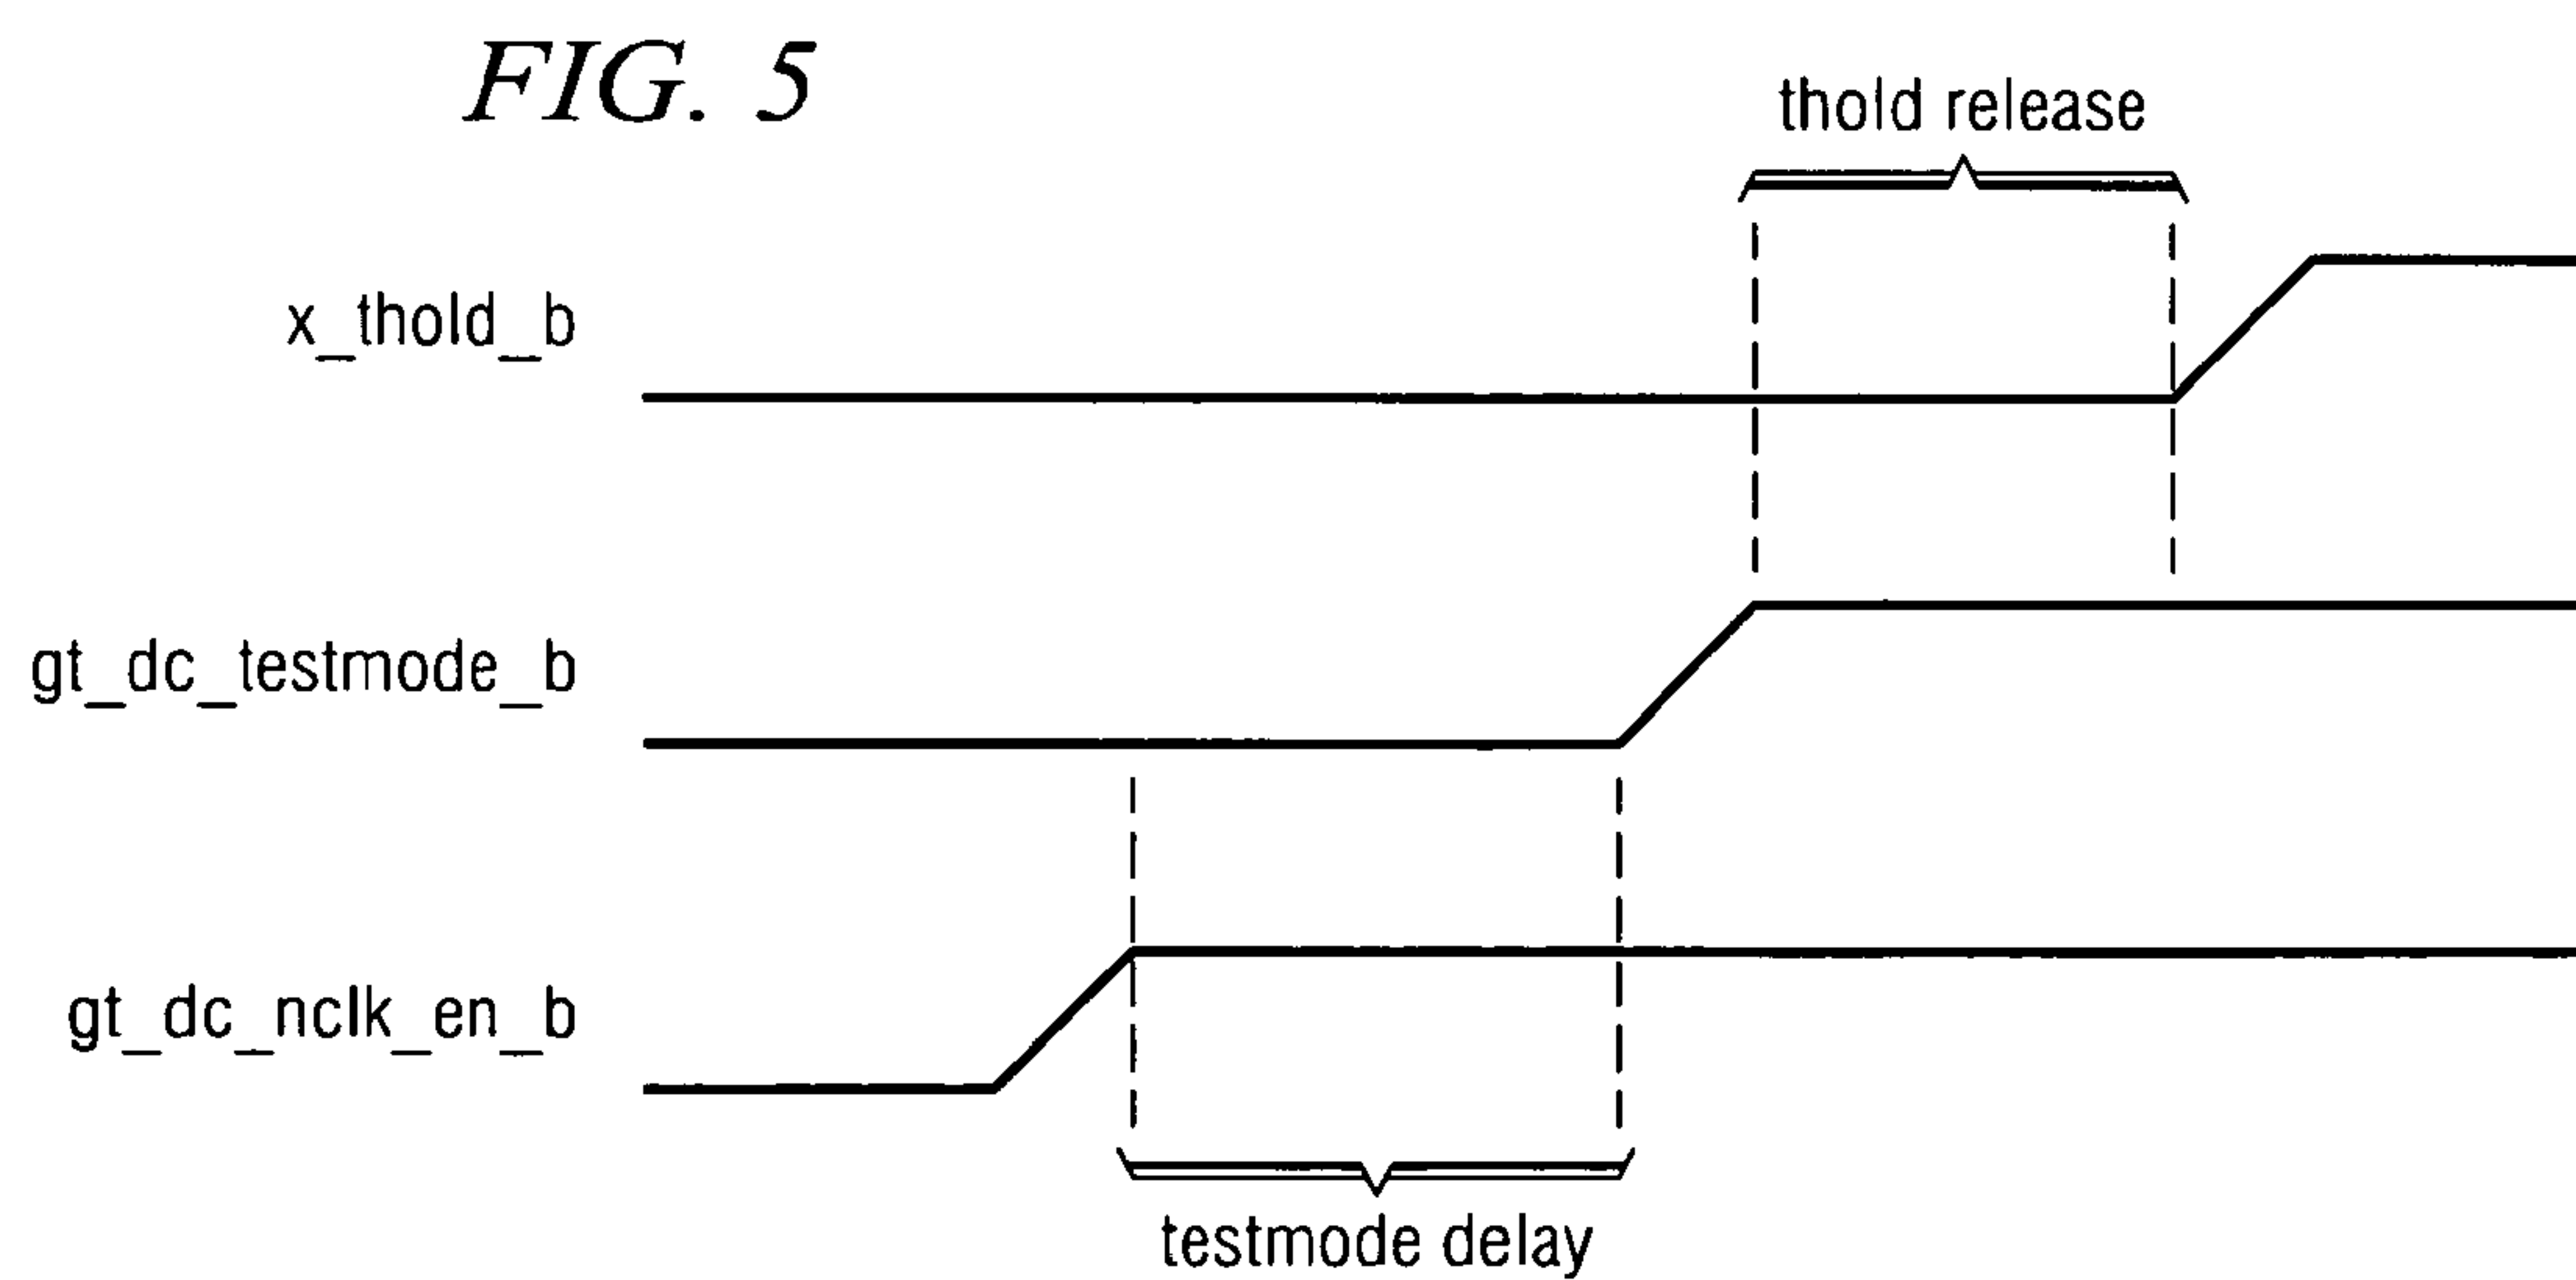 FIG. 5
thold release
x_thold_b
gt_dc_testmode_b
gt_dc_nclk_en_b
testmode delay